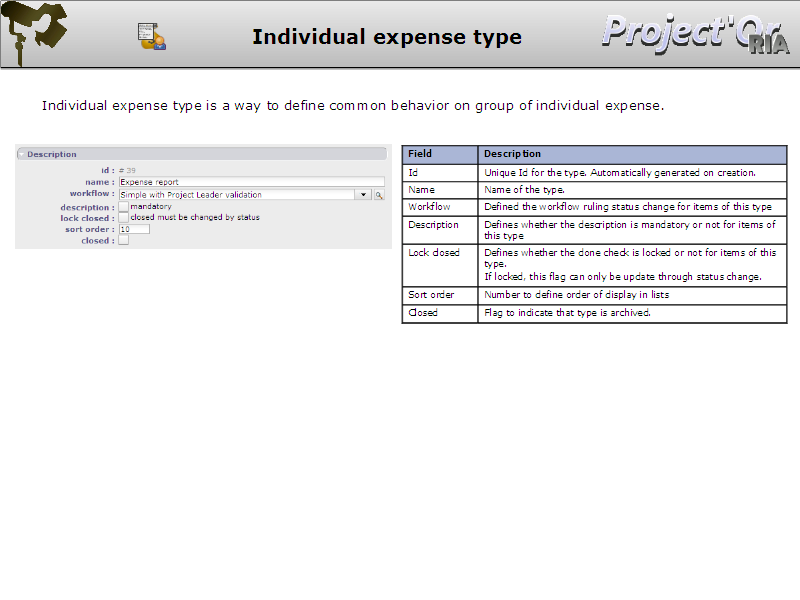 Individual expense type
Project'Or
RIA
Individual expense type is a way to define common behavior on group of individual expense.
Description
id : # 39
name : Expense report
workflow : Simple with Project Leader validation
description : mandatory
lock closed : closed must be changed by status
sort order : 10
closed :
Field Description
Id Unique Id for the type. Automatically generated on creation.
Name Name of the type.
Workflow Defined the workflow ruling status change for items of this type
Description Defines whether the description is mandatory or not for items of
this type
Lock closed Defines whether the done check is locked or not for items of this
type.
If locked, this flag can only be update through status change.
Sort order Number to define order of display in lists
Closed Flag to indicate that type is archived.